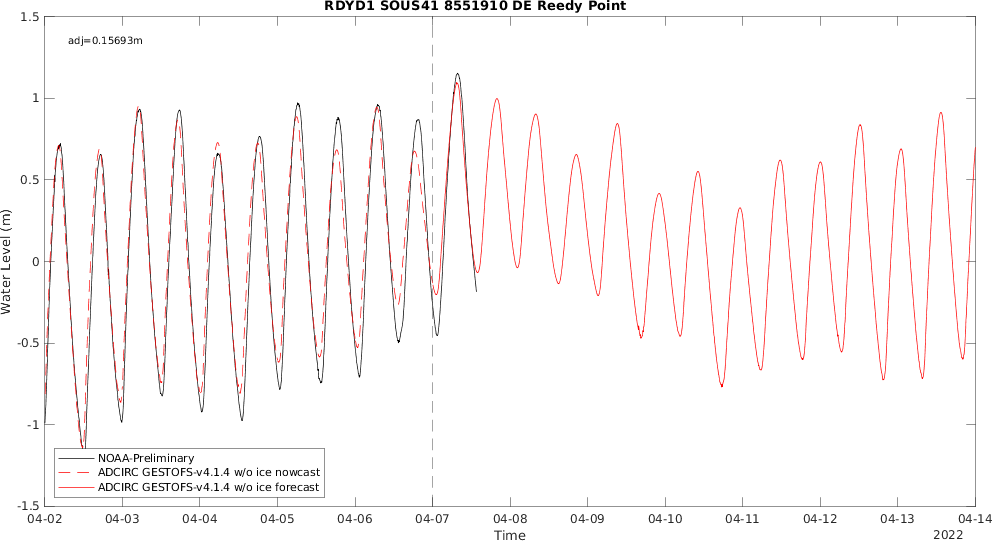 RDYD1 SOUS41 8551910 DE Reedy Point
adj=0.15693m
Water Level (m)
1.5
1
0.5
0
-0.5
-1
-1.5
NOAA-Preliminary
ADCIRC GESTOFS-v4.1.4 w/o ice nowcast
ADCIRC GESTOFS-v4.1.4 w/o ice forecast
04-02 04-03 04-04 04-05 04-06 04-07 04-08 04-09 04-10 04-11 04-12 04-13 04-14
Time
2022